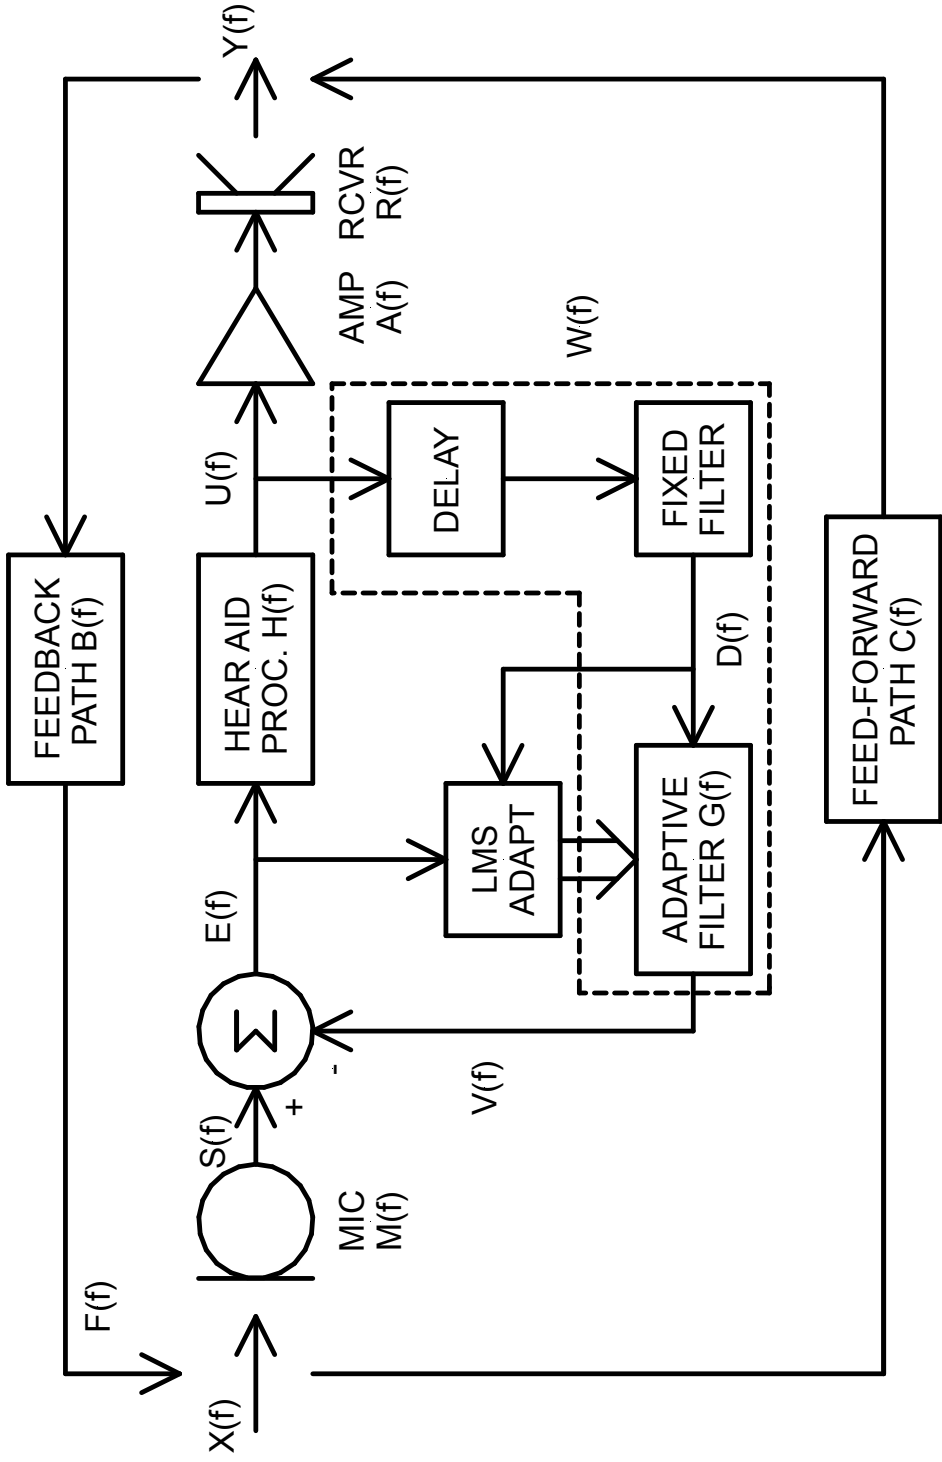 FEEDBACK
PATH B(f)
F(f)
X(f)
S(f)
E(f)
HEAR AID
PROC. H(f)
U(f)
Y(f)
+
-
Σ
MIC
M(f)
AMP
A(f)
RCVR
R(f)
LMS
ADAPT
DELAY
W(f)
V(f)
ADAPTIVE
FILTER G(f)
D(f)
FIXED
FILTER
FEED-FORWARD
PATH C(f)